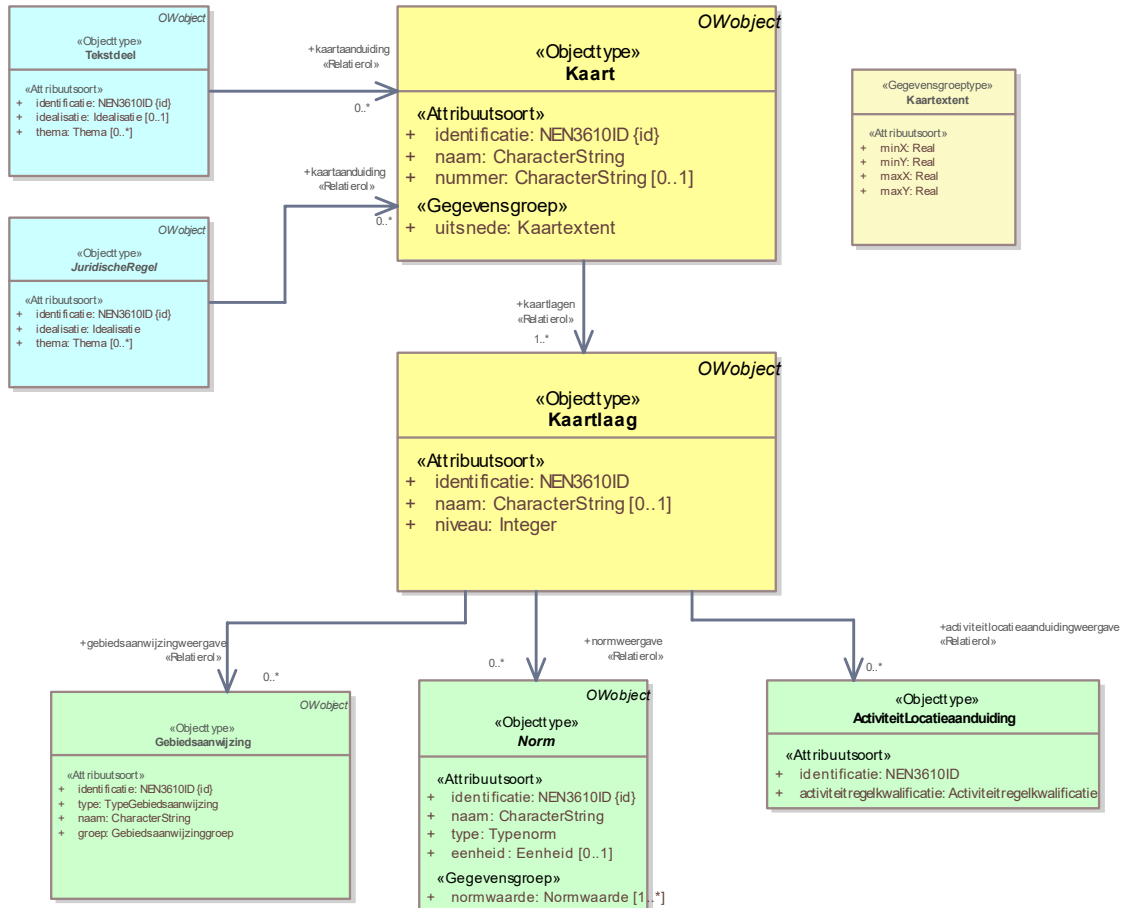 OWobject
«Objecttype»
Tekstdeel
«Attribuutsoort»
+ identificatie: NEN3610ID {id}
+ idealisatie: Idealisatie [0..1]
+ thema: Thema [0..*]
+kaartaanduiding
«Relatierol»
0..*
OWobject
«Objecttype»
Kaart
«Attribuutsoort»
+ identificatie: NEN3610ID {id}
+ naam: CharacterString
+ nummer: CharacterString [0..1]
«Gegevensgroep»
+ uitsnede: Kaartextent
«Gegevensgroeptype»
Kaartextent
«Attribuutsoort»
+ minX: Real
+ minY: Real
+ maxX: Real
+ maxY: Real
+kaartaanduiding
«Relatierol»
0..*
OWobject
«Objecttype»
JuridischeRegel
«Attribuutsoort»
+ identificatie: NEN3610ID {id}
+ idealisatie: Idealisatie
+ thema: Thema [0..*]
+kaartlagen
«Relatierol»
1..*
OWobject
«Objecttype»
Kaartlaag
«Attribuutsoort»
+ identificatie: NEN3610ID
+ naam: CharacterString [0..1]
+ niveau: Integer
+gebiedsaanwijzingweergave
«Relatierol»
0..*
+normweergave
«Relatierol»
0..*
+activiteitlocatieaanduidingweergave
«Relatierol»
0..*
OWobject
«Objecttype»
Gebiedsaanwijzing
«Attribuutsoort»
+ identificatie: NEN3610ID {id}
+ type: TypeGebiedsaanwijzing
+ naam: CharacterString
+ groep: Gebiedsaanwijzinggroep
OWobject
«Objecttype»
Norm
«Attribuutsoort»
+ identificatie: NEN3610ID {id}
+ naam: CharacterString
+ type: Typenorm
+ eenheid: Eenheid [0..1]
«Gegevensgroep»
+ normwaarde: Normwaarde [1..*]
«Objecttype»
ActiviteitLocatieaanduiding
«Attribuutsoort»
+ identificatie: NEN3610ID
+ activiteitregelkwalificatie: Activiteitregelkwalificatie